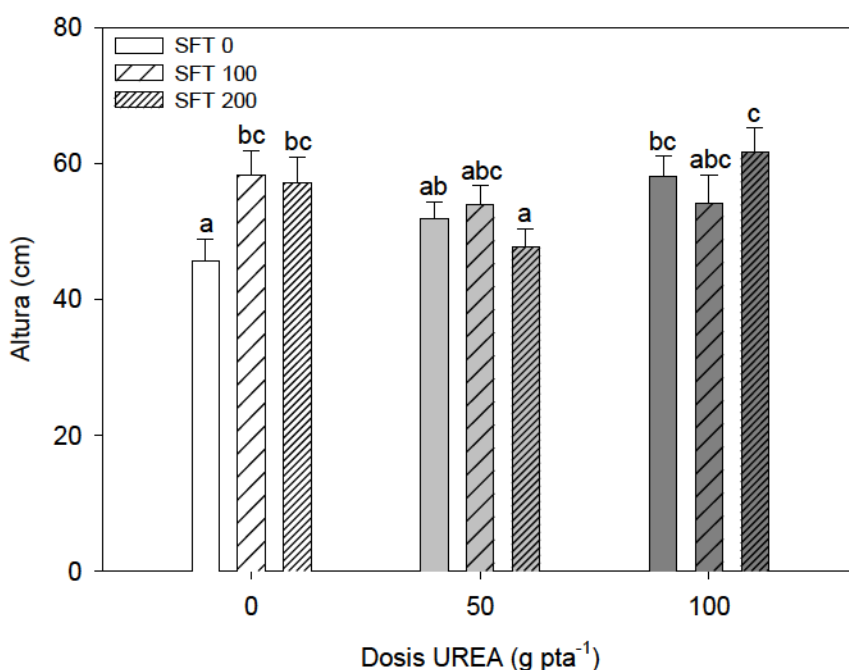 80
SFT 0
SFT 100
SFT 200
60
40
20
0
Altura (cm)
a
bc
bc
ab
abc
a
bc
abc
c
0
50
100
Dosis UREA (g pta⁻¹)